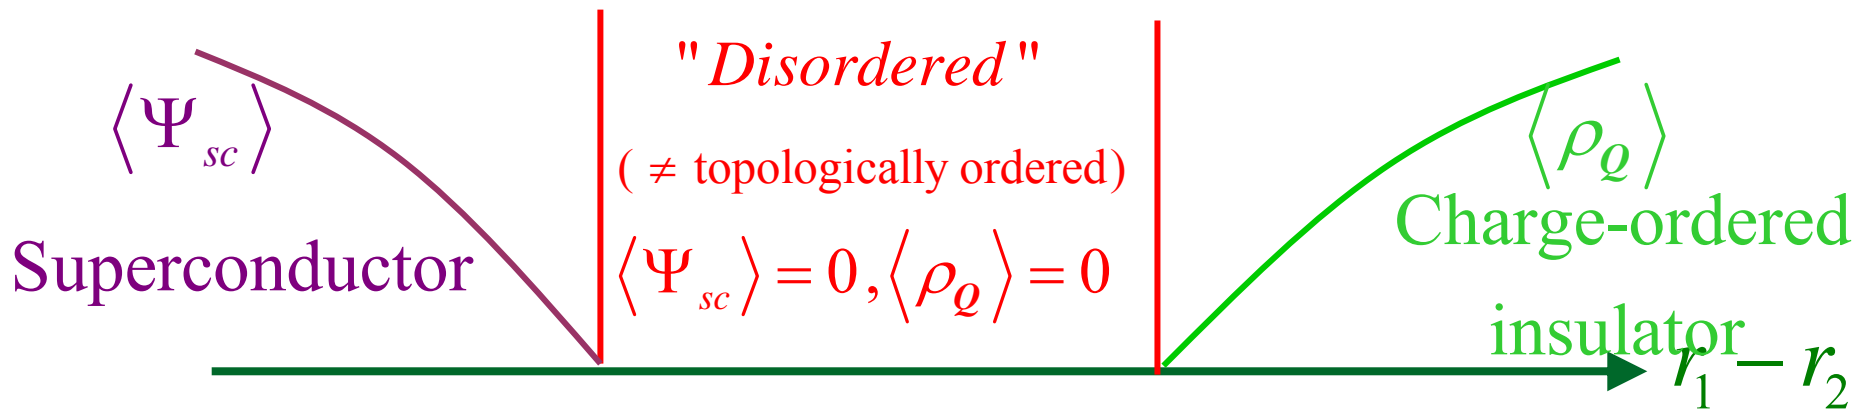 ⟨Ψ_sc⟩
Superconductor
"Disordered"
( ≠ topologically ordered)
⟨Ψ_sc⟩ = 0, ⟨ρ_Q⟩ = 0
⟨ρ_Q⟩
Charge-ordered
insulator
r_1 − r_2